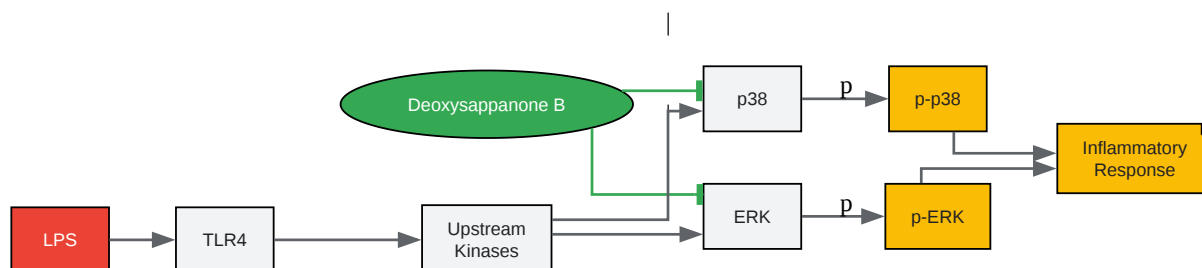 Deoxysappanone B
p38
p
p-p38
Inflammatory
Response
LPS
TLR4
Upstream
Kinases
ERK
p
p-ERK